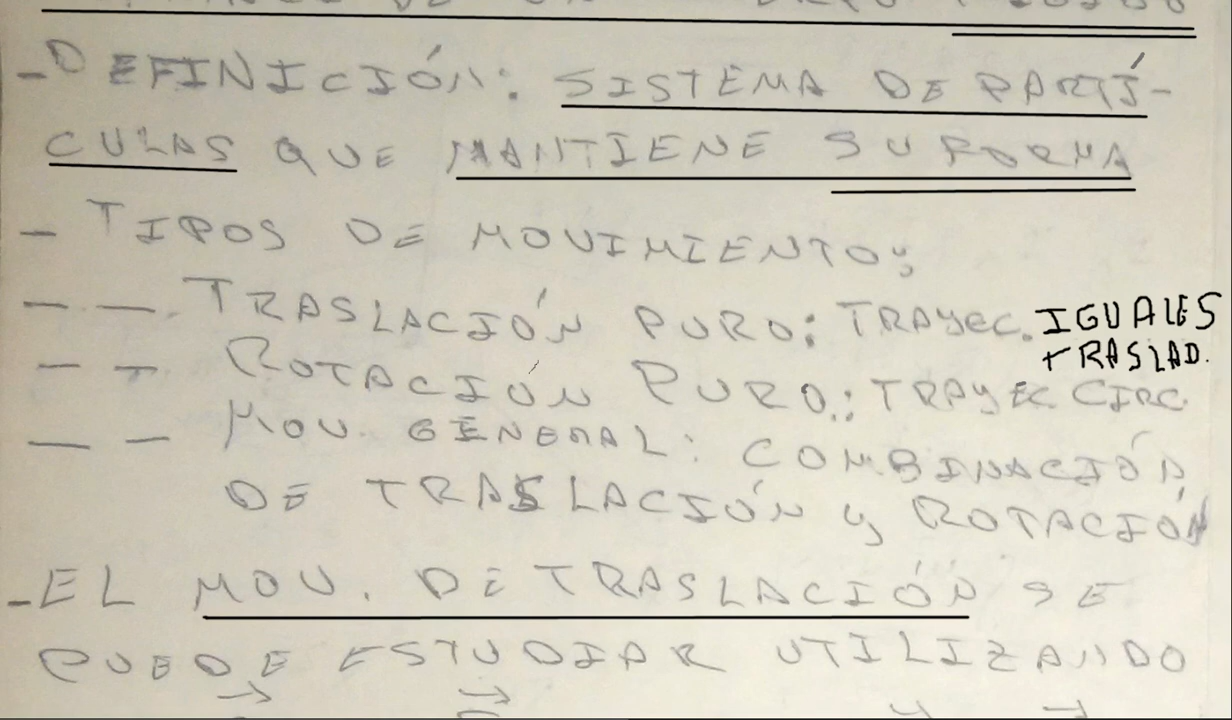 - DEFINICIÓN: SISTEMA DE PARTÍ-
CULAS QUE MANTIENE SU FORMA
- TIPOS DE MOVIMIENTO:
-- TRASLACIÓN PURO: TRAYEC. IGUALES
TRASLAD.
-- ROTACIÓN PURO: TRAYEC CIRC.
-- MOV. GENERAL: COMBINACIÓN
DE TRASLACIÓN Y ROTACIÓN
- EL MOV. DE TRASLACIÓN SE
PUEDE ESTUDIAR UTILIZANDO